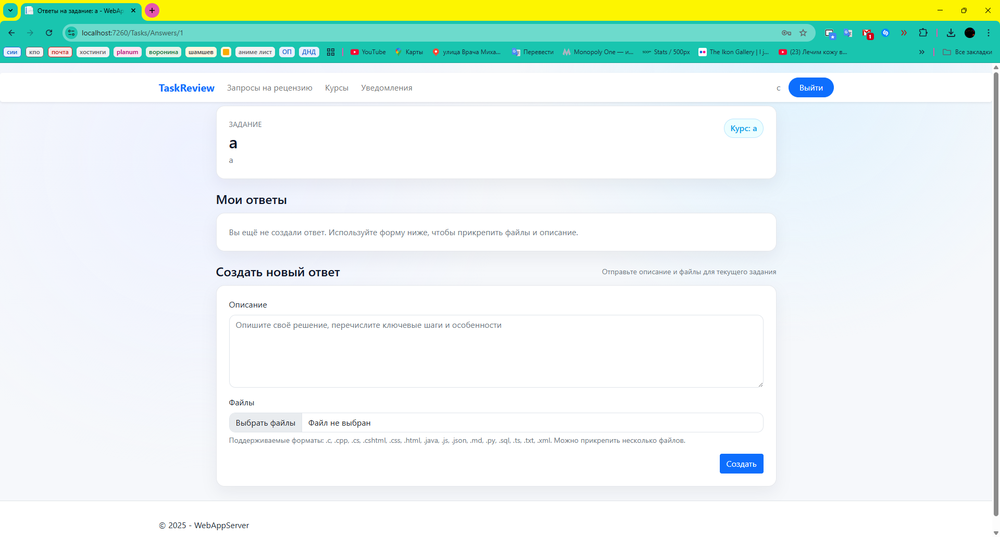 Ответы на задание: a - WebAp
localhost:7260/Tasks/Answers/1
1
сии кпо почта хостинги planum воронина шамшев аниме лист ОП ДНД YouTube Карты улица Врача Миха... Перевести Monopoly One — и... Stats / 500px The Ikon Gallery | I j... (23) Лечим кожу в... Все закладки
TaskReview Запросы на рецензию Курсы Уведомления с Выйти
ЗАДАНИЕ
Курс: a
a
a
Мои ответы
Вы ещё не создали ответ. Используйте форму ниже, чтобы прикрепить файлы и описание.
Создать новый ответ
Отправьте описание и файлы для текущего задания
Описание
Опишите своё решение, перечислите ключевые шаги и особенности
Файлы
Выбрать файлы Файл не выбран
Поддерживаемые форматы: .c, .cpp, .cs, .cshtml, .css, .html, .java, .js, .json, .md, .py, .sql, .ts, .txt, .xml. Можно прикрепить несколько файлов.
Создать
© 2025 - WebAppServer